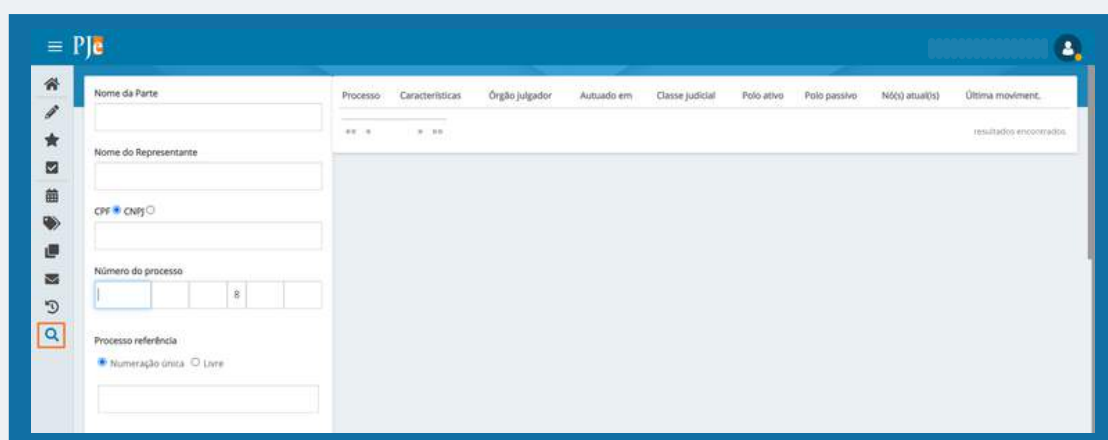 PJe
Nome da Parte
Nome do Representante
CPF CNPJ
Número do processo
8
Processo referência
Numeração única Livre
Processo Características Órgão julgador Autuado em Classe judicial Polo ativo Polo passivo Nó(s) atual(is) Última moviment.
«« « » »»
resultados encontrados.